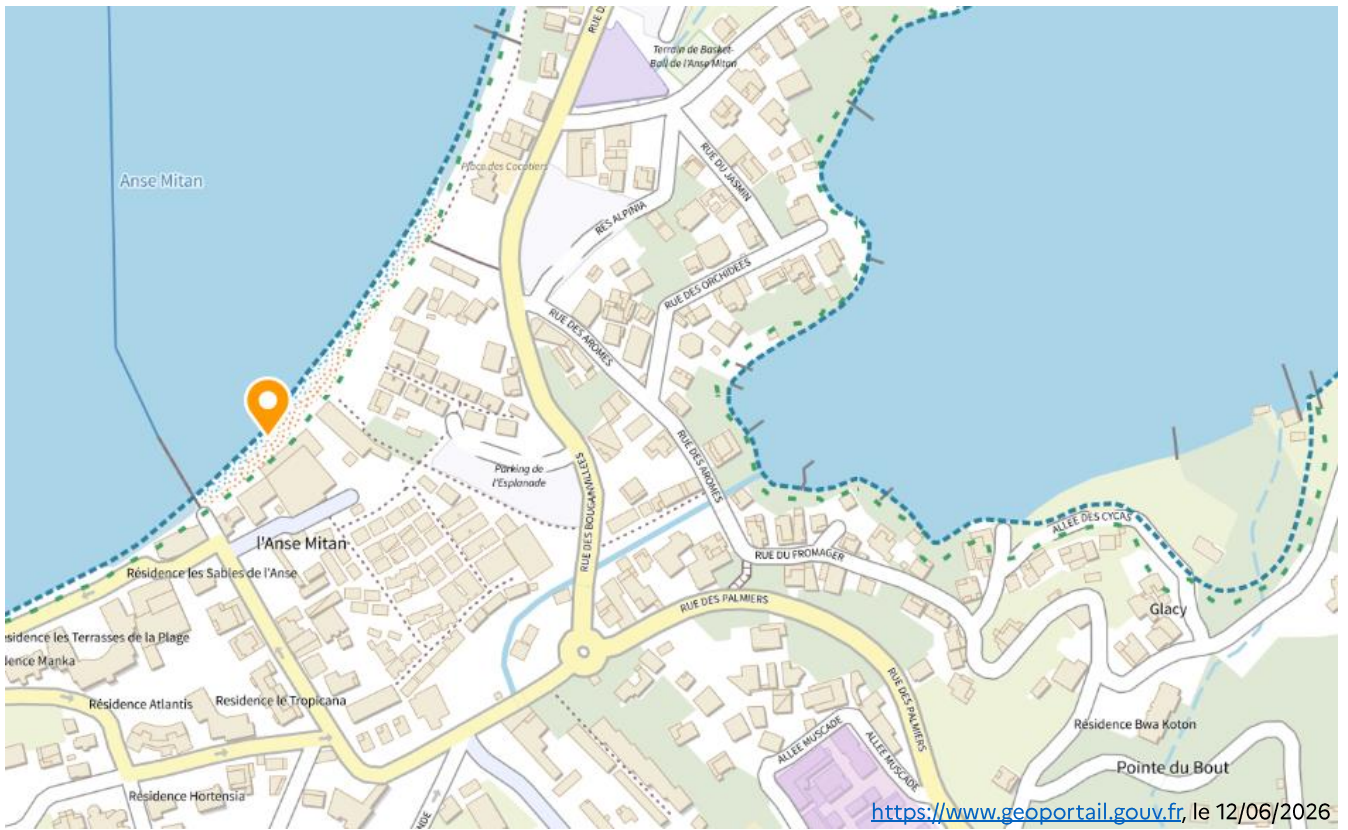 RUE D
Terrain de Basket-
Ball de l'Anse Mitan
Place des Cocotiers
Anse Mitan
RUE DU JASMIN
RES ALPINIA
RUE DES ORCHIDEES
RUE DES AROMES
RUE DES AROMES
Parking de
l'Esplanade
RUE DES BOUGAINVILLEES
l'Anse Mitan
ALLEE DES CYCAS
RUE DU FROMAGER
Résidence les Sables de l'Anse
RUE DES PALMIERS
Glacy
esidence les Terrasses de la Plage
dence Manka
Résidence Atlantis
Residence le Tropicana
RUE DES PALMIERS
Résidence Bwa Koton
ALLEE MUSCADE
ALLEE MUSCADE
Pointe du Bout
Résidence Hortensia
NDE
https://www.geoportail.gouv.fr, le 12/06/2026